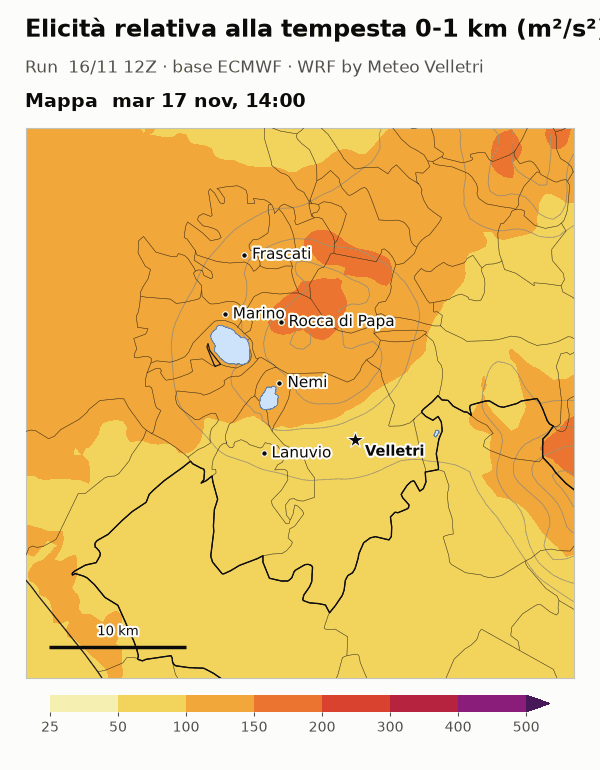 Elicità relativa alla tempesta 0-1 km (m²/s²)
Run 16/11 12Z · base ECMWF · WRF by Meteo Velletri
Mappa mar 17 nov, 14:00
Frascati
Marino
Rocca di Papa
Nemi
Velletri
Lanuvio
10 km
25 50 100 150 200 300 400 500